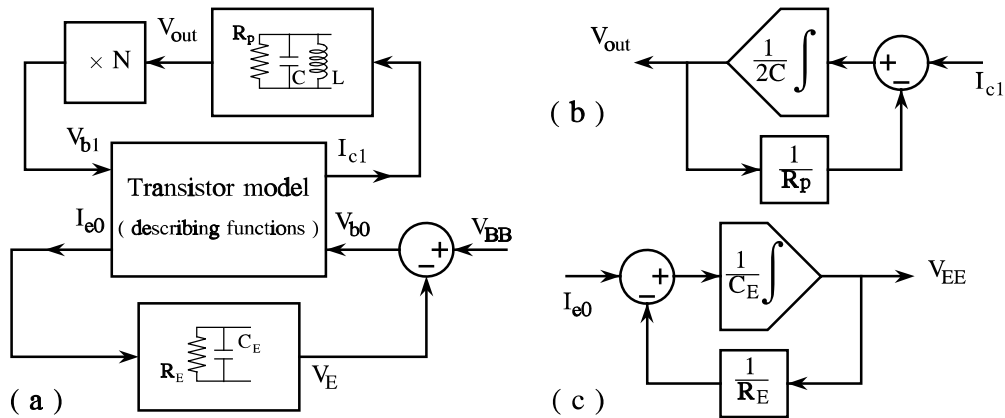 × N
V_out
R_p
C
L
V_b1
I_c1
Transistor model
( describing functions )
I_e0
V_b0
V_BB
+
−
R_E
C_E
V_E
( a )
V_out
1/2C ∫
+
−
I_c1
1/R_p
( b )
I_e0
+
−
1/C_E ∫
V_EE
1/R_E
( c )